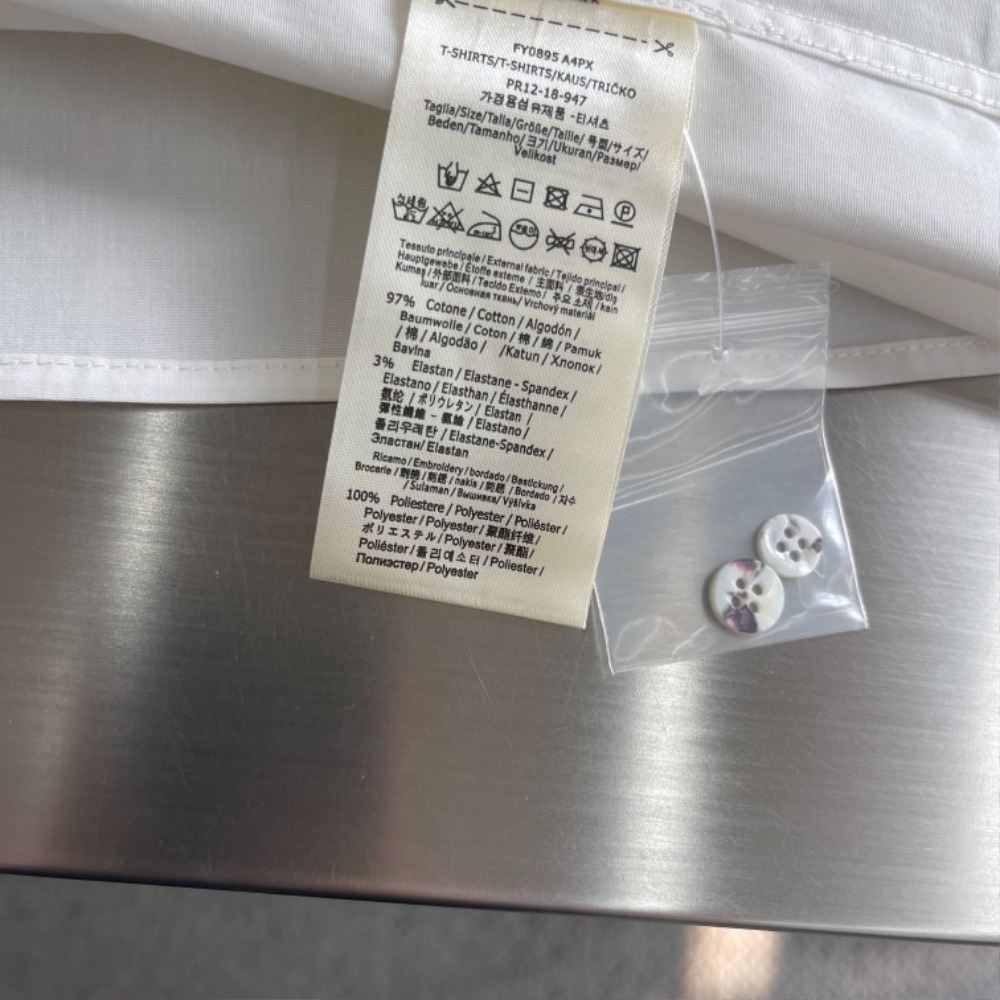 FY0895 A4PX
T-SHIRTS/T-SHIRTS/KAUS/TRIČKO
PR12-18-947
가정용섬유제품 -티셔츠
Taglia/Size/Talla/Größe/Taille/ 号型/サイズ/
Beden/Tamanho/크기/Ukuran/Размер/
Velikost
P
Tessuto principale / External fabric / Tejido principal /
Hauptgewebe / Étoffe externe / 主面料 / 表生地/dış
Kumaş / 外部面料 / Tecido Externo / 주요 소재 / kain
luar / Основная ткань/ Vrchový materiál
97% Cotone / Cotton / Algodón /
Baumwolle / Coton / 棉 / 綿 / Pamuk
/ 棉 / Algodão / /Katun / Хлопок /
Bavlna
3% Elastan / Elastane - Spandex /
Elastano / Elasthan / Élasthanne /
氨纶 / ポリウレタン / Elastan /
彈性纖維 - 氨綸 / Elastano /
폴리우레탄 / Elastane-Spandex /
Эластан/ Elastan
Ricamo / Embroidery / bordado / Bestickung /
Broderie / 刺绣 / 刺繍 / nakis / 刺繡 / Bordado / 자수
/ Sulaman / Вышивка/ Výšivka
100% Poliestere / Polyester / Poliéster /
Polyester / Polyester / 聚酯纤维 /
ポリエステル / Polyester / 聚酯/
Poliéster / 폴리에스터 / Poliester /
Полиэстер / Polyester